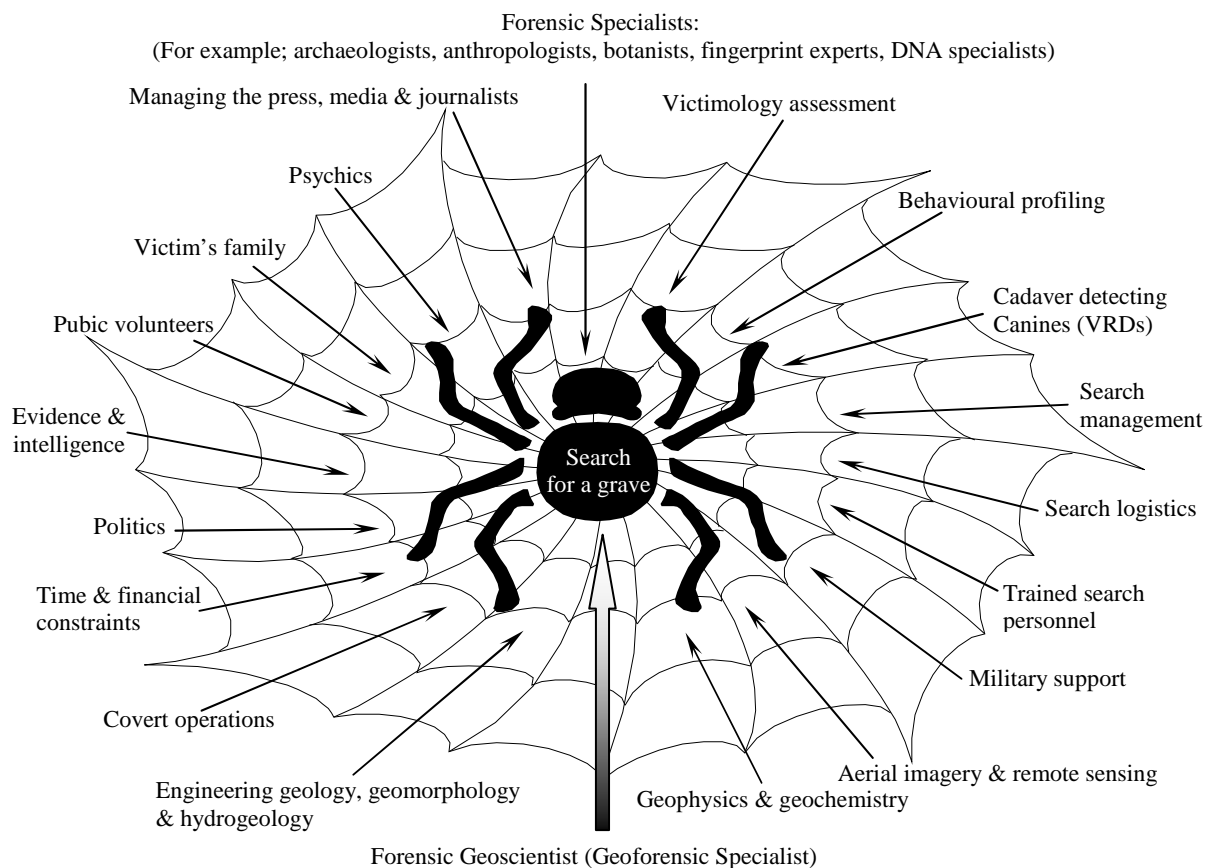 Forensic Specialists:
(For example; archaeologists, anthropologists, botanists, fingerprint experts, DNA specialists)
Managing the press, media & journalists
Victimology assessment
Psychics
Behavioural profiling
Victim's family
Cadaver detecting
Canines (VRDs)
Pubic volunteers
Search
management
Evidence &
intelligence
Search
for a grave
Search logistics
Politics
Time & financial
constraints
Trained search
personnel
Military support
Covert operations
Aerial imagery & remote sensing
Engineering geology, geomorphology
& hydrogeology
Geophysics & geochemistry
Forensic Geoscientist (Geoforensic Specialist)